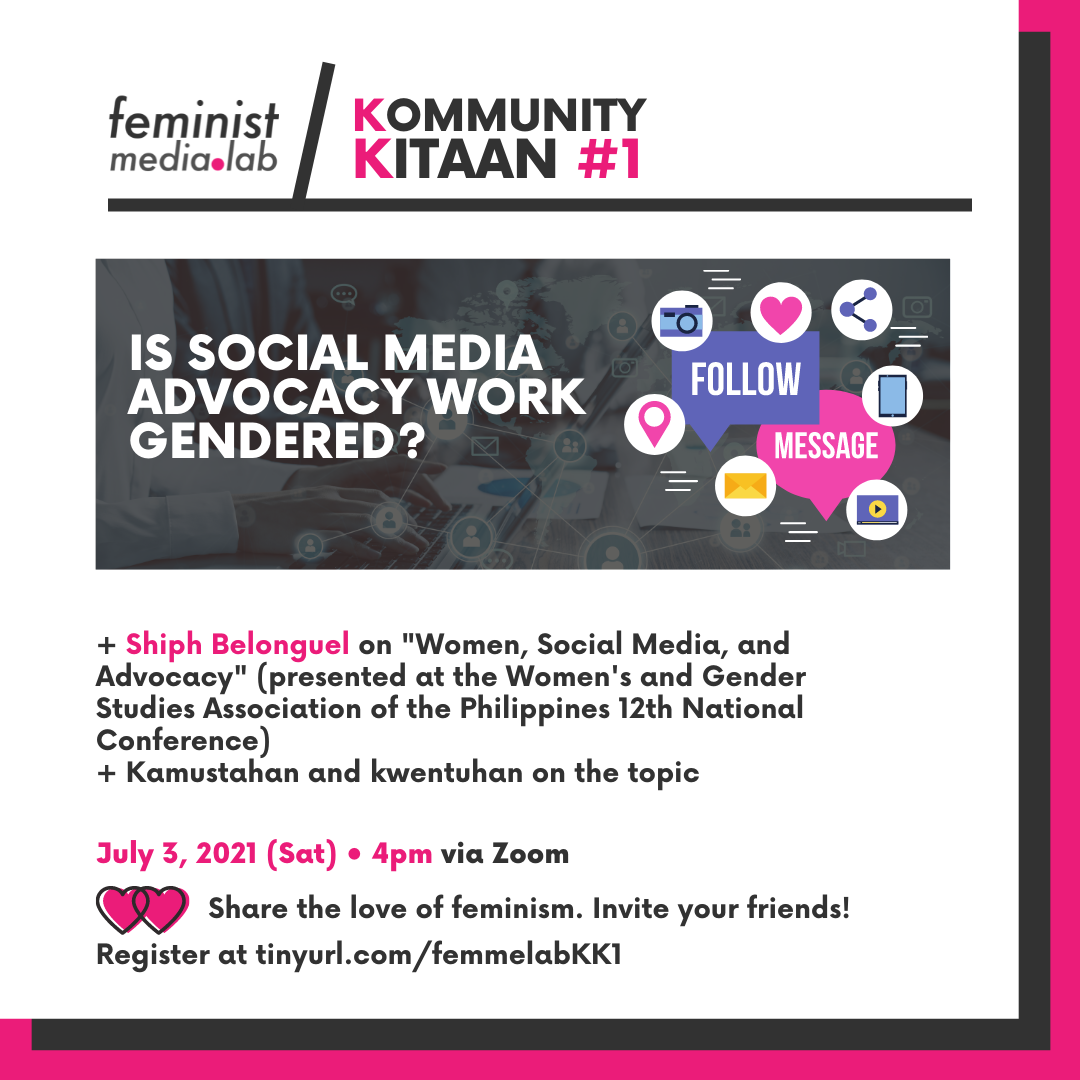 feminist
media.lab
KOMMUNITY
KITAAN #1
IS SOCIAL MEDIA
ADVOCACY WORK
GENDERED?
FOLLOW
MESSAGE
+ Shiph Belonguel on "Women, Social Media, and
Advocacy" (presented at the Women's and Gender
Studies Association of the Philippines 12th National
Conference)
+ Kamustahan and kwentuhan on the topic
July 3, 2021 (Sat) • 4pm via Zoom
Share the love of feminism. Invite your friends!
Register at tinyurl.com/femmelabKK1